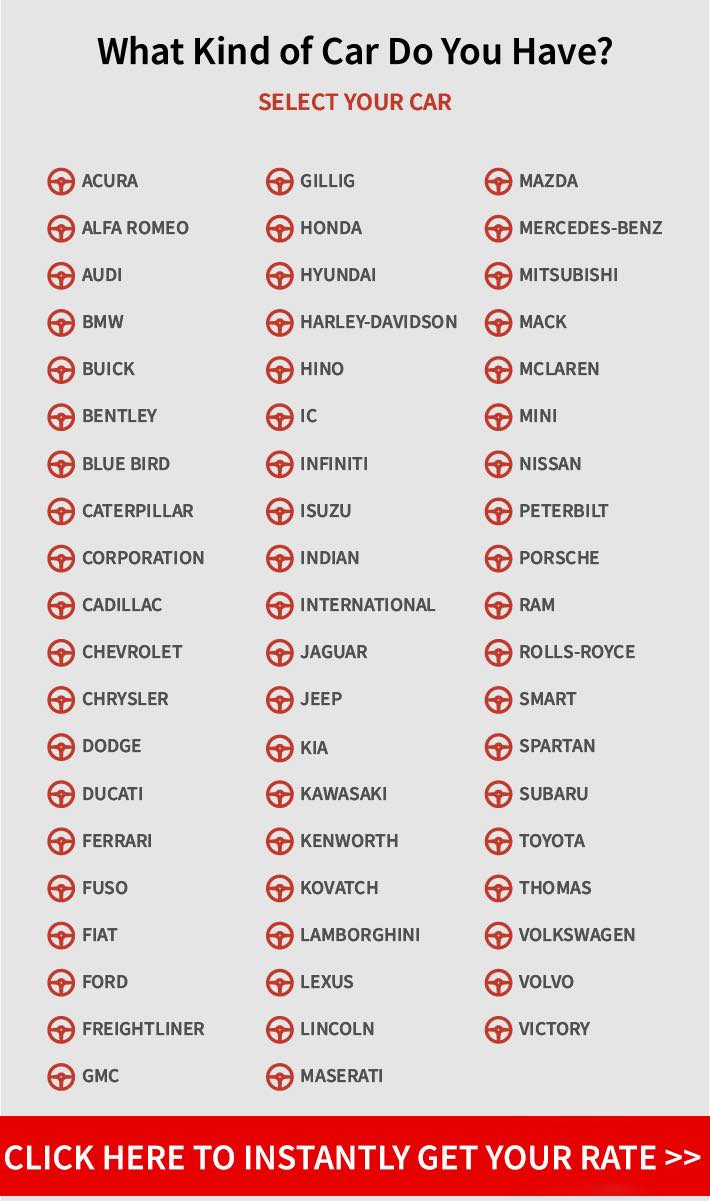 What Kind of Car Do You Have?
SELECT YOUR CAR
ACURA
ALFA ROMEO
AUDI
BMW
BUICK
BENTLEY
BLUE BIRD
CATERPILLAR
CORPORATION
CADILLAC
CHEVROLET
CHRYSLER
DODGE
DUCATI
FERRARI
FUSO
FIAT
FORD
FREIGHTLINER
GMC
GILLIG
HONDA
HYUNDAI
HARLEY-DAVIDSON
HINO
IC
INFINITI
ISUZU
INDIAN
INTERNATIONAL
JAGUAR
JEEP
KIA
KAWASAKI
KENWORTH
KOVATCH
LAMBORGHINI
LEXUS
LINCOLN
MASERATI
MAZDA
MERCEDES-BENZ
MITSUBISHI
MACK
MCLAREN
MINI
NISSAN
PETERBILT
PORSCHE
RAM
ROLLS-ROYCE
SMART
SPARTAN
SUBARU
TOYOTA
THOMAS
VOLKSWAGEN
VOLVO
VICTORY
CLICK HERE TO INSTANTLY GET YOUR RATE >>